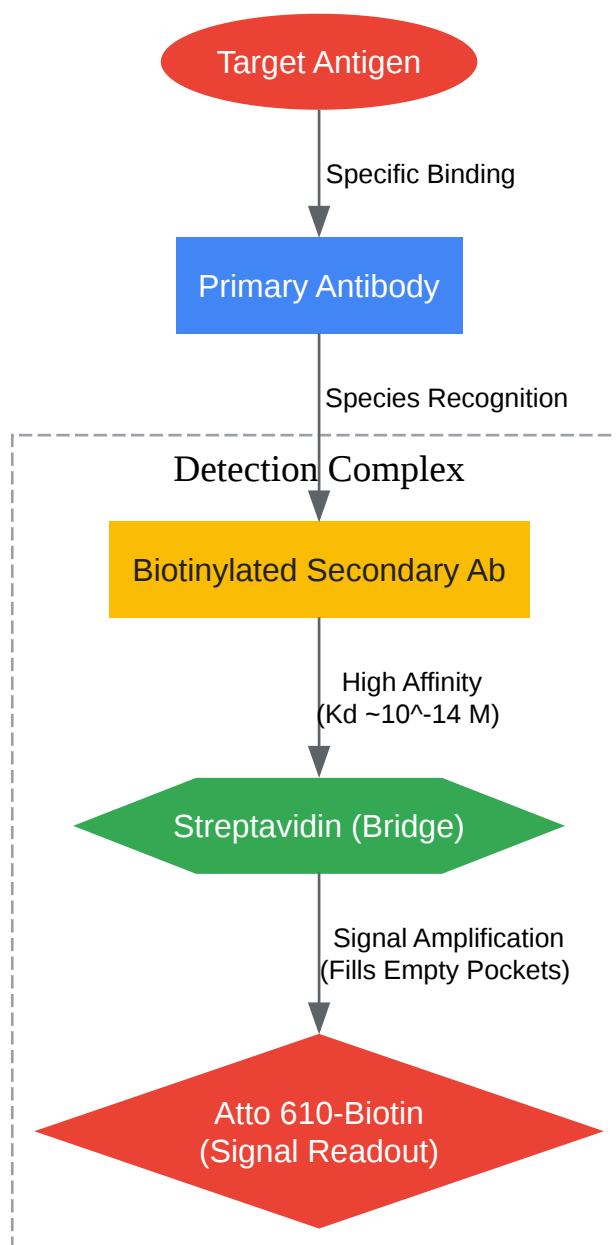 Target Antigen
Specific Binding
Primary Antibody
Species Recognition
Detection Complex
Biotinylated Secondary Ab
High Affinity
(Kd ~10^-14 M)
Streptavidin (Bridge)
Signal Amplification
(Fills Empty Pockets)
Atto 610-Biotin
(Signal Readout)